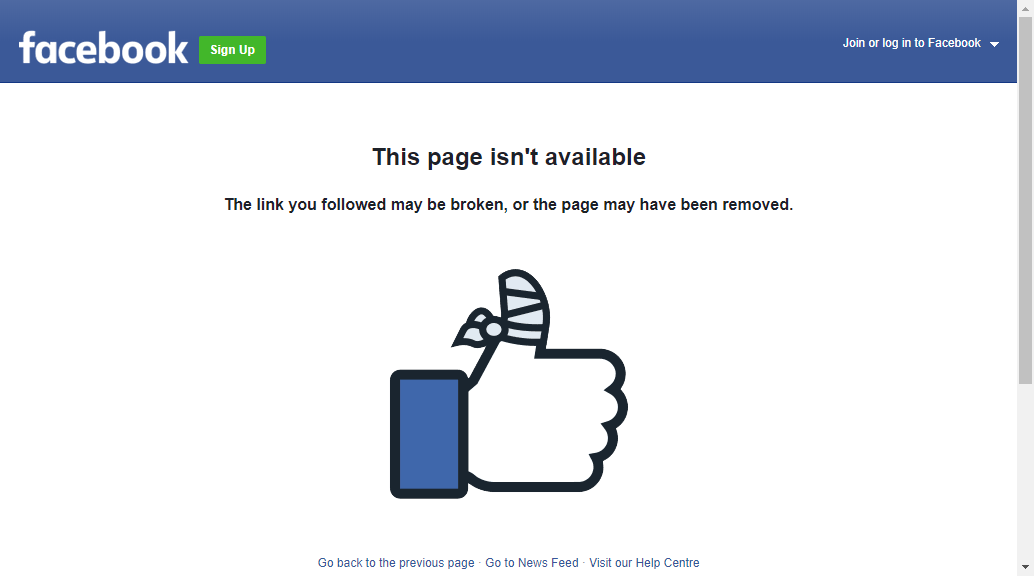 facebook
Sign Up
Join or log in to Facebook
This page isn't available
The link you followed may be broken, or the page may have been removed.
Go back to the previous page · Go to News Feed · Visit our Help Centre